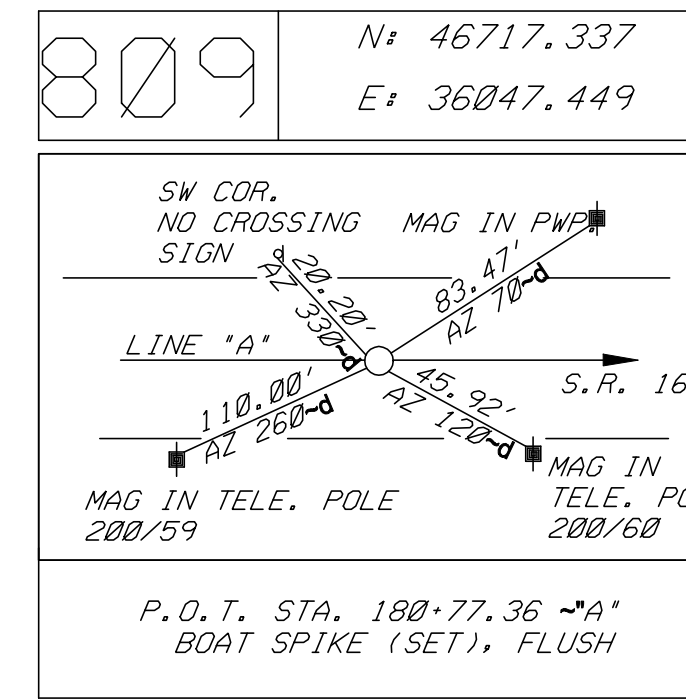 809
N: 46717.337
E: 36047.449
SW COR.
NO CROSSING
SIGN
MAG IN PWP.
20.20'
AZ 330~d
83.47'
AZ 70~d
LINE "A"
S.R. 16
110.00'
AZ 260~d
45.92'
AZ 120~d
MAG IN TELE. POLE
200/59
MAG IN
TELE. PO
200/60
P.O.T. STA. 180+77.36 ~"A"
BOAT SPIKE (SET), FLUSH